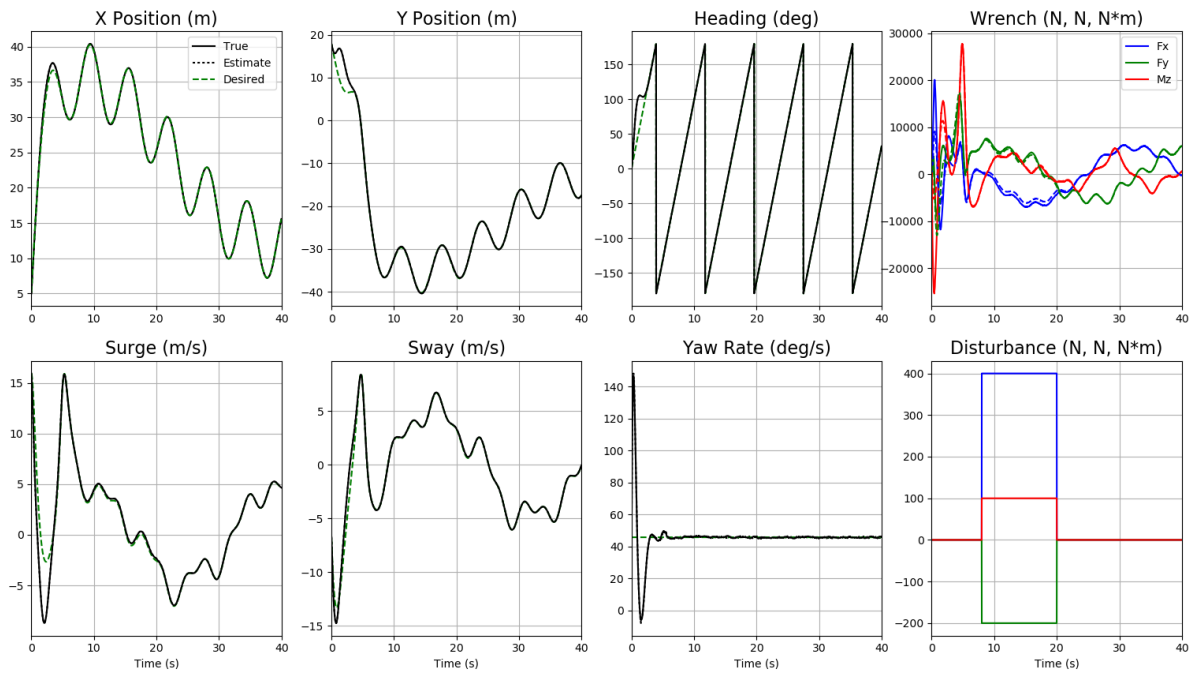 X Position (m)
40
35
30
25
20
15
10
5
0 10 20 30 40
True
Estimate
Desired
Y Position (m)
20
10
0
−10
−20
−30
−40
0 10 20 30 40
Heading (deg)
150
100
50
0
−50
−100
−150
0 10 20 30 40
Wrench (N, N, N*m)
30000
20000
10000
0
−10000
−20000
0 10 20 30 40
Fx
Fy
Mz
Surge (m/s)
15
10
5
0
−5
0 10 20 30 40
Time (s)
Sway (m/s)
5
0
−5
−10
−15
0 10 20 30 40
Time (s)
Yaw Rate (deg/s)
140
120
100
80
60
40
20
0
0 10 20 30 40
Time (s)
Disturbance (N, N, N*m)
400
300
200
100
0
−100
−200
0 10 20 30 40
Time (s)